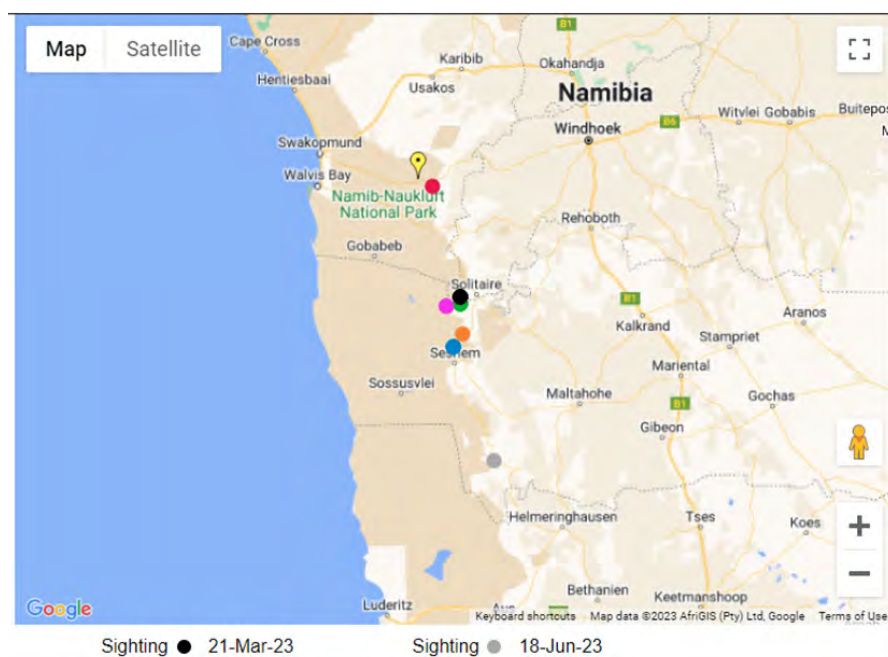 Map Satellite
Cape Cross
Karibib
Okahandja
B1
Hentiesbaai
Usakos
Namibia
Witvlei Gobabis
Buitepos
B6
Windhoek
Swakopmund
Walvis Bay
Namib-Naukluft
National Park
Rehoboth
Gobabeb
Solitaire
B1
Kalkrand
Aranos
Stampriet
Sesriem
Mariental
Sossusvlei
Maltahohe
Gochas
B1
Gibeon
Helmeringhausen
Tses
Koes
Bethanien
Keetmanshoop
Luderitz
Google
Keyboard shortcuts Map data ©2023 AfriGIS (Pty) Ltd, Google Terms of Use
Sighting 21-Mar-23 Sighting 18-Jun-23